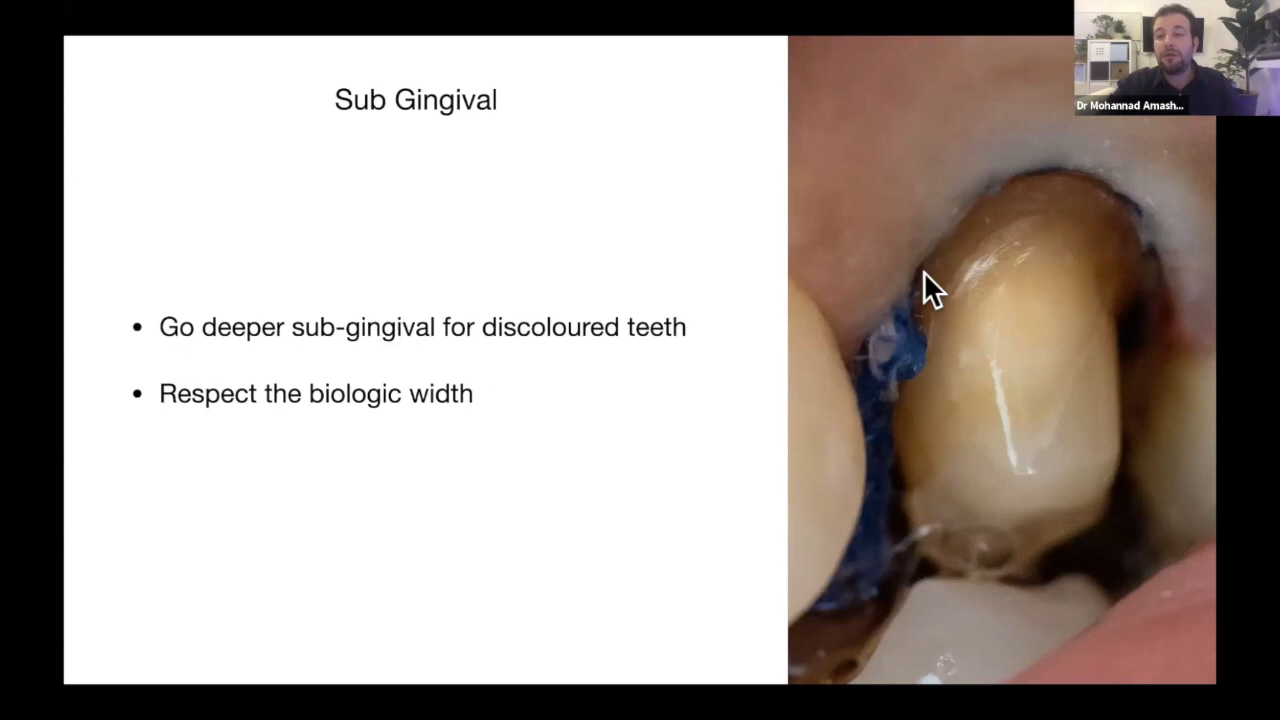 Sub Gingival
• Go deeper sub-gingival for discoloured teeth
• Respect the biologic width
Dr Mohannad Amash...